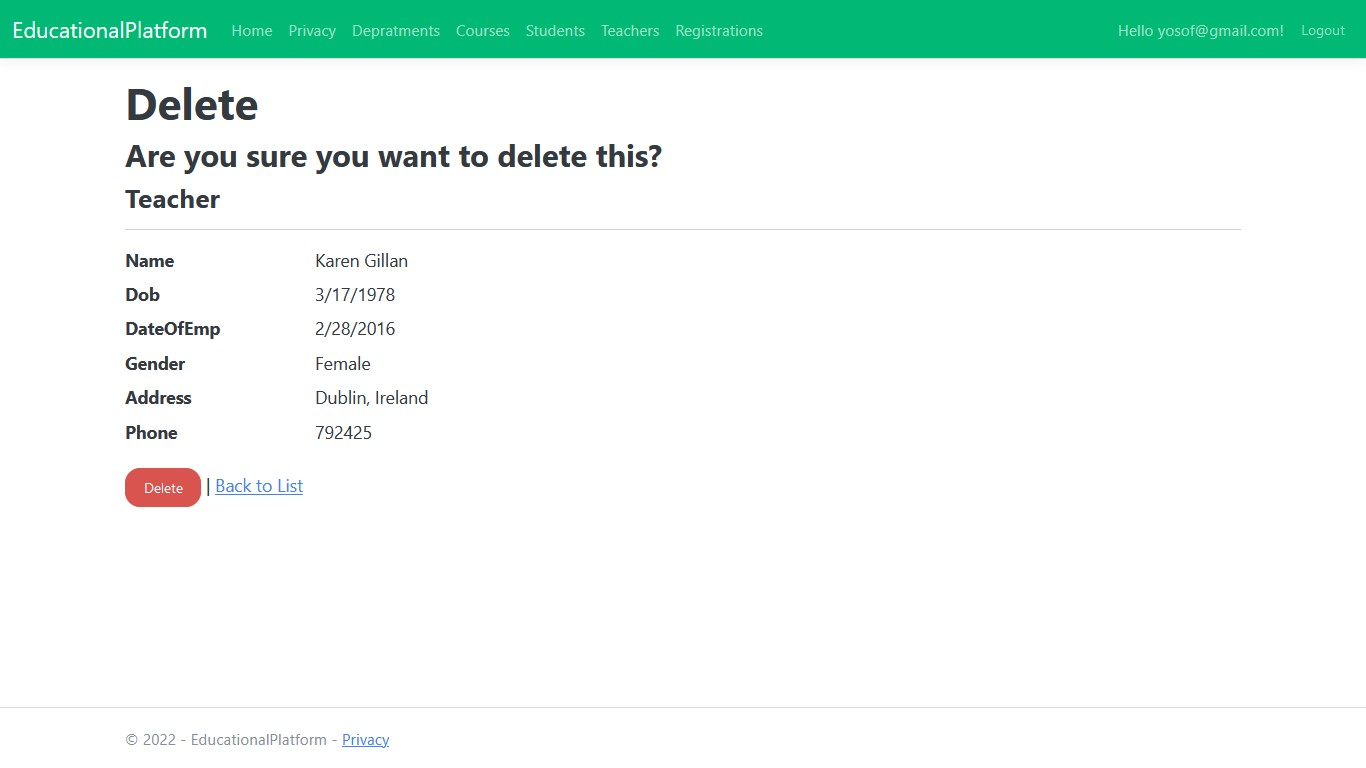 EducationalPlatform Home Privacy Depratments Courses Students Teachers Registrations Hello yosof@gmail.com! Logout
Delete
Are you sure you want to delete this?
Teacher
Name Karen Gillan
Dob 3/17/1978
DateOfEmp 2/28/2016
Gender Female
Address Dublin, Ireland
Phone 792425
Delete | Back to List
© 2022 - EducationalPlatform - Privacy